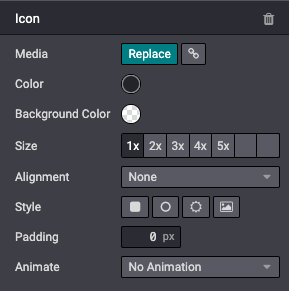 Icon
Media Replace
Color
Background Color
Size 1x 2x 3x 4x 5x
Alignment None
Style
Padding 0 px
Animate No Animation